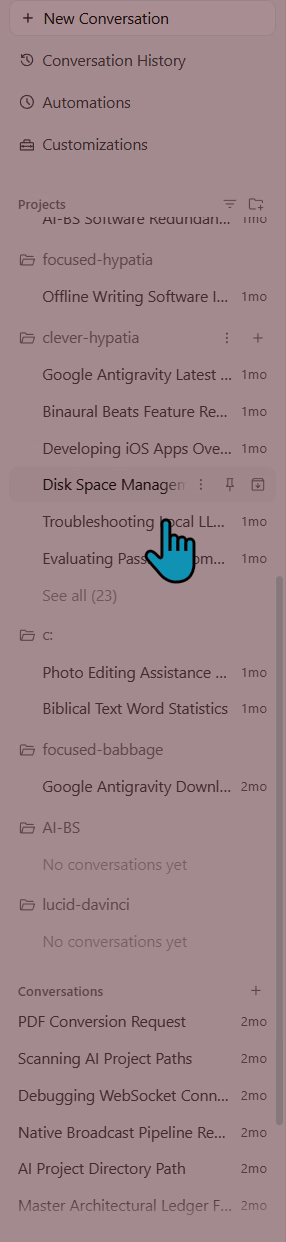 New Conversation
Conversation History
Automations
Customizations
Projects
AI-BS Software Redundan... 1mo
focused-hypatia
Offline Writing Software I... 1mo
clever-hypatia
Google Antigravity Latest ... 1mo
Binaural Beats Feature Re... 1mo
Developing iOS Apps Ove... 1mo
Disk Space Managem
Troubleshooting Local LL... 1mo
Evaluating Pass om... 1mo
See all (23)
c:
Photo Editing Assistance ... 1mo
Biblical Text Word Statistics 1mo
focused-babbage
Google Antigravity Downl... 2mo
AI-BS
No conversations yet
lucid-davinci
No conversations yet
Conversations
PDF Conversion Request 2mo
Scanning AI Project Paths 2mo
Debugging WebSocket Conn... 2mo
Native Broadcast Pipeline Re... 2mo
AI Project Directory Path 2mo
Master Architectural Ledger F... 2mo